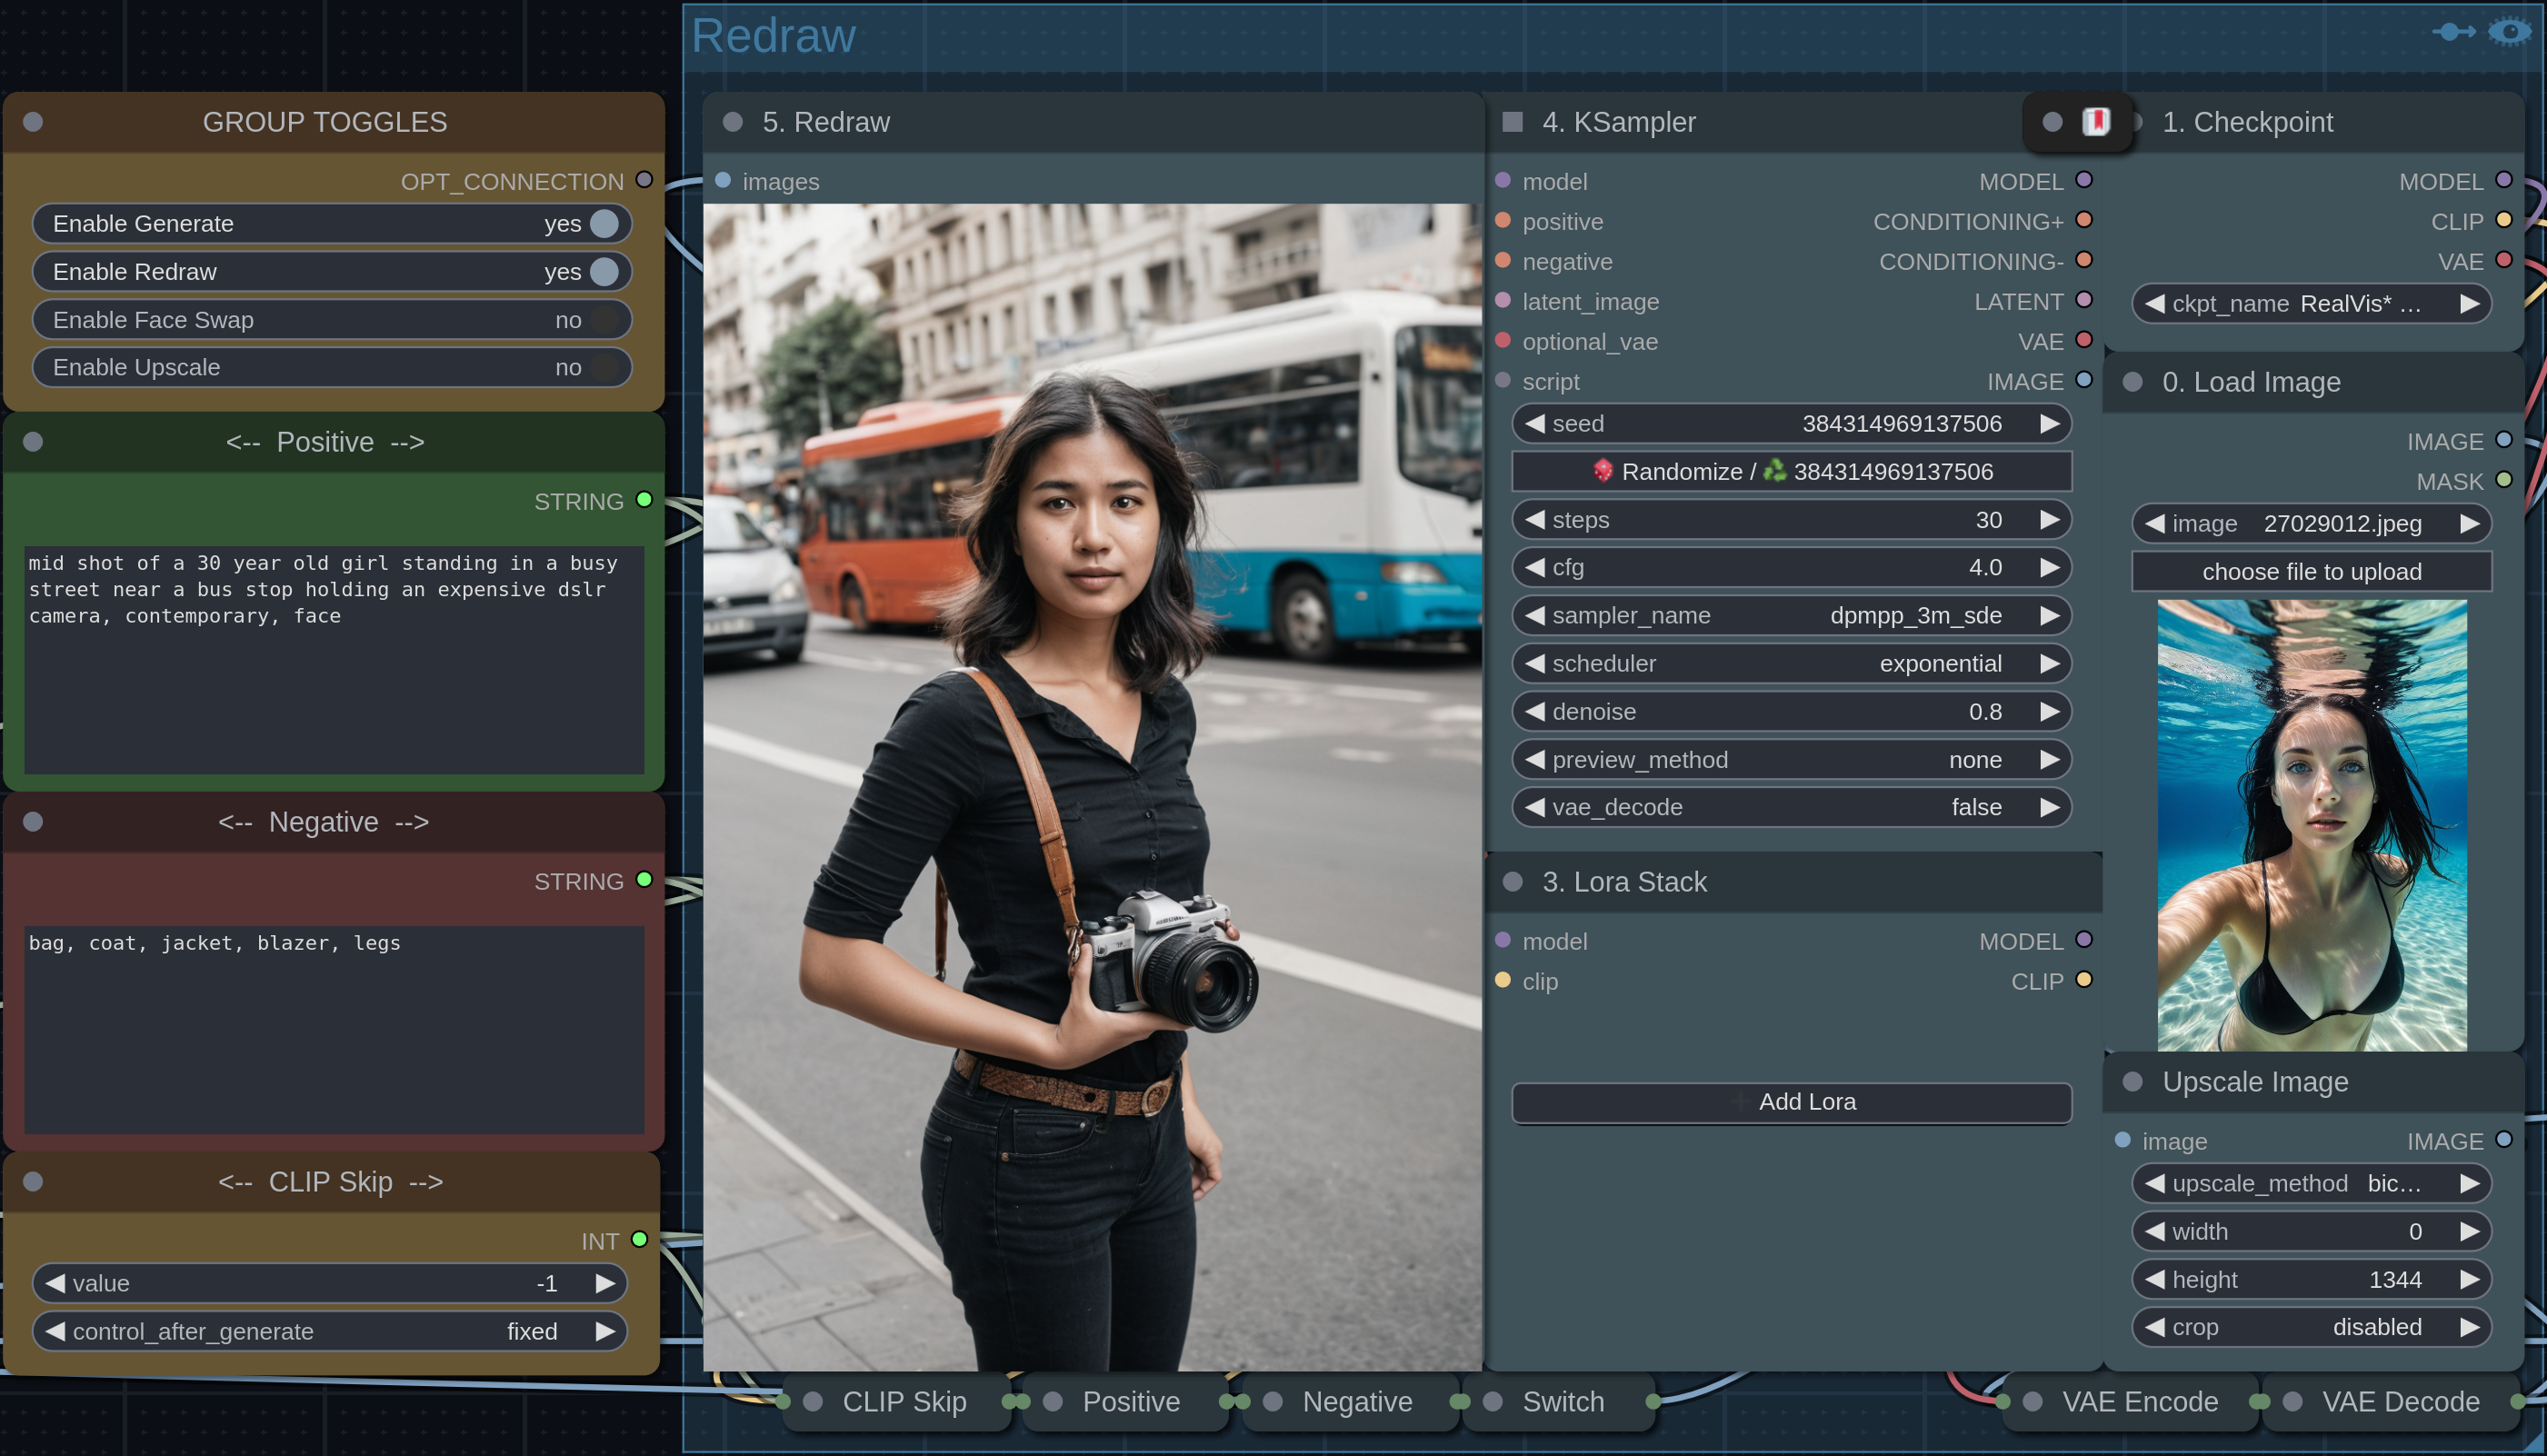 Redraw
GROUP TOGGLES
OPT_CONNECTION
Enable Generate yes
Enable Redraw yes
Enable Face Swap no
Enable Upscale no
<-- Positive -->
STRING
mid shot of a 30 year old girl standing in a busy
street near a bus stop holding an expensive dslr
camera, contemporary, face
<-- Negative -->
STRING
bag, coat, jacket, blazer, legs
<-- CLIP Skip -->
INT
value -1
control_after_generate fixed
5. Redraw
images
4. KSampler
model MODEL
positive CONDITIONING+
negative CONDITIONING-
latent_image LATENT
optional_vae VAE
script IMAGE
seed 384314969137506
Randomize / ♻ 384314969137506
steps 30
cfg 4.0
sampler_name dpmpp_3m_sde
scheduler exponential
denoise 0.8
preview_method none
vae_decode false
3. Lora Stack
model MODEL
clip CLIP
Add Lora
1. Checkpoint
MODEL
CLIP
VAE
ckpt_name RealVis* …
0. Load Image
IMAGE
MASK
image 27029012.jpeg
choose file to upload
Upscale Image
image IMAGE
upscale_method bic…
width 0
height 1344
crop disabled
CLIP Skip
Positive
Negative
Switch
VAE Encode
VAE Decode